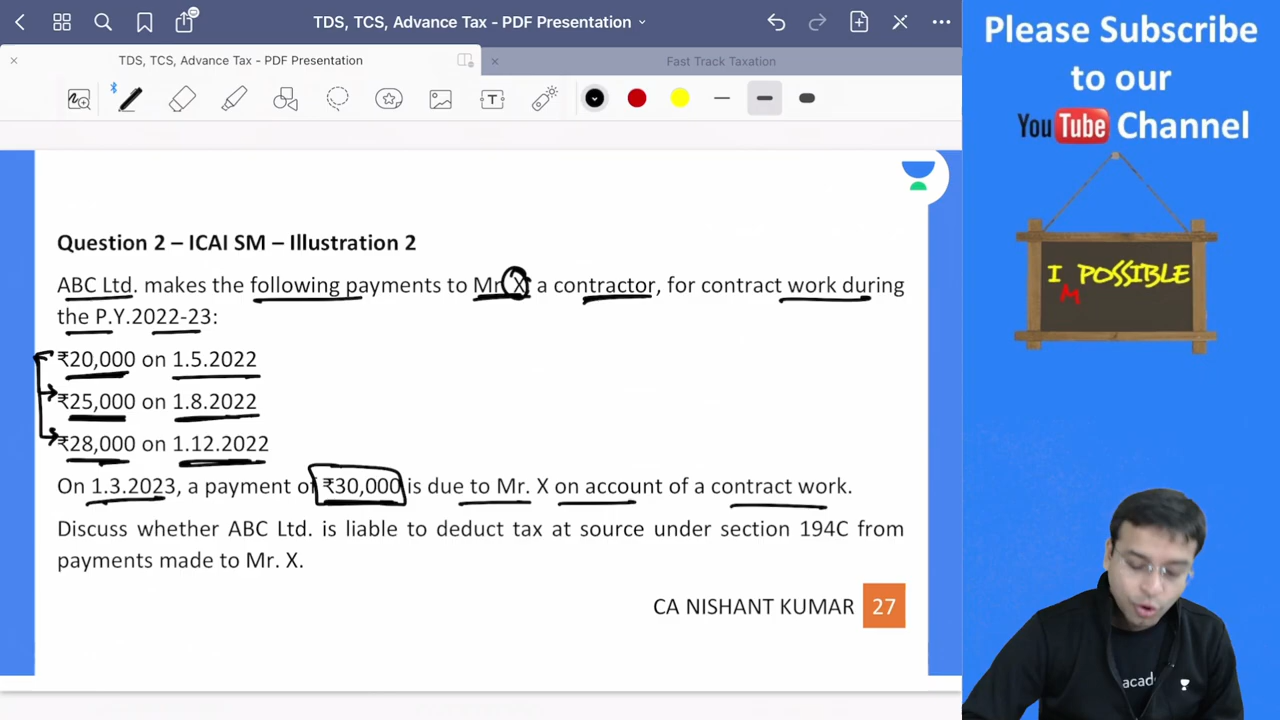 TDS, TCS, Advance Tax - PDF Presentation
TDS, TCS, Advance Tax - PDF Presentation
Fast Track Taxation
Question 2 – ICAI SM – Illustration 2
ABC Ltd. makes the following payments to Mr. X, a contractor, for contract work during
the P.Y.2022-23:
₹20,000 on 1.5.2022
₹25,000 on 1.8.2022
₹28,000 on 1.12.2022
On 1.3.2023, a payment of ₹30,000 is due to Mr. X on account of a contract work.
Discuss whether ABC Ltd. is liable to deduct tax at source under section 194C from
payments made to Mr. X.
CA NISHANT KUMAR 27
Please Subscribe
to our
YouTube Channel
I POSSIBLE
M
acade